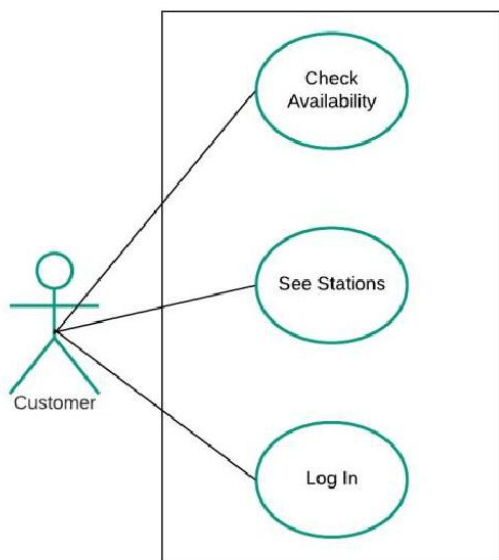 Check
Availability
See Stations
Customer
Log In